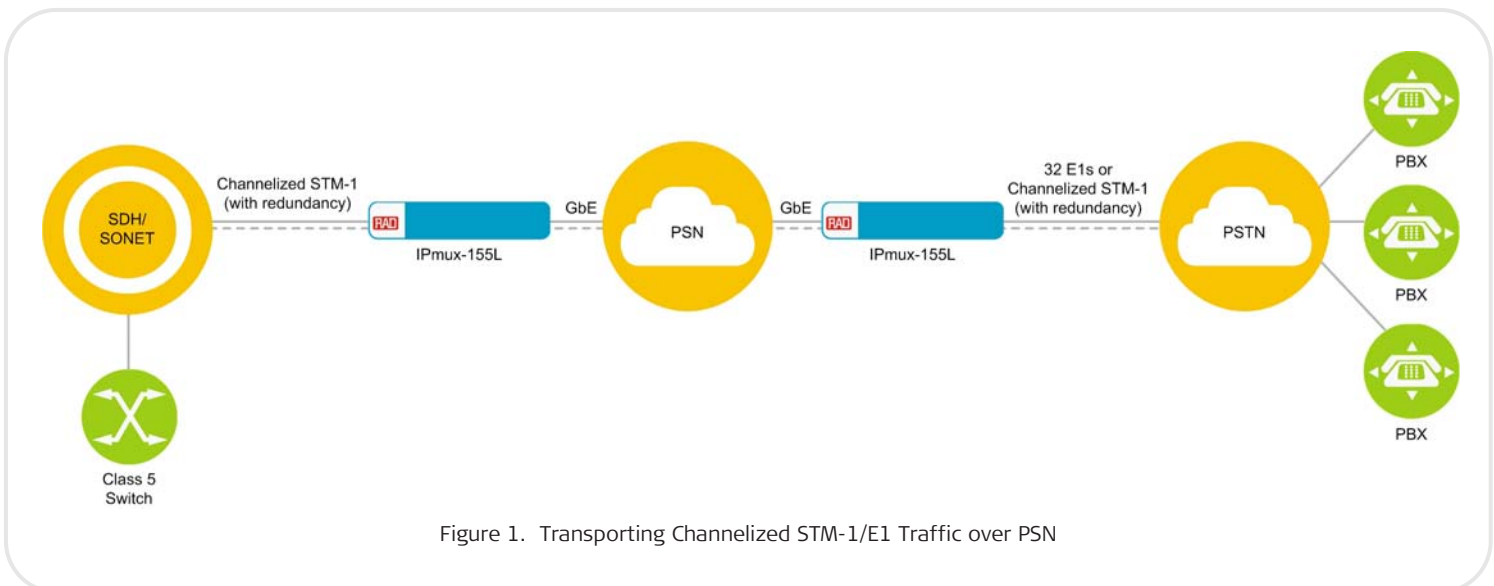 SDH/
SONET
Channelized STM-1
(with redundancy)
RAD
IPmux-155L
GbE
PSN
GbE
RAD
IPmux-155L
32 E1s or
Channelized STM-1
(with redundancy)
PSTN
PBX
PBX
PBX
Class 5
Switch
Figure 1. Transporting Channelized STM-1/E1 Traffic over PSN